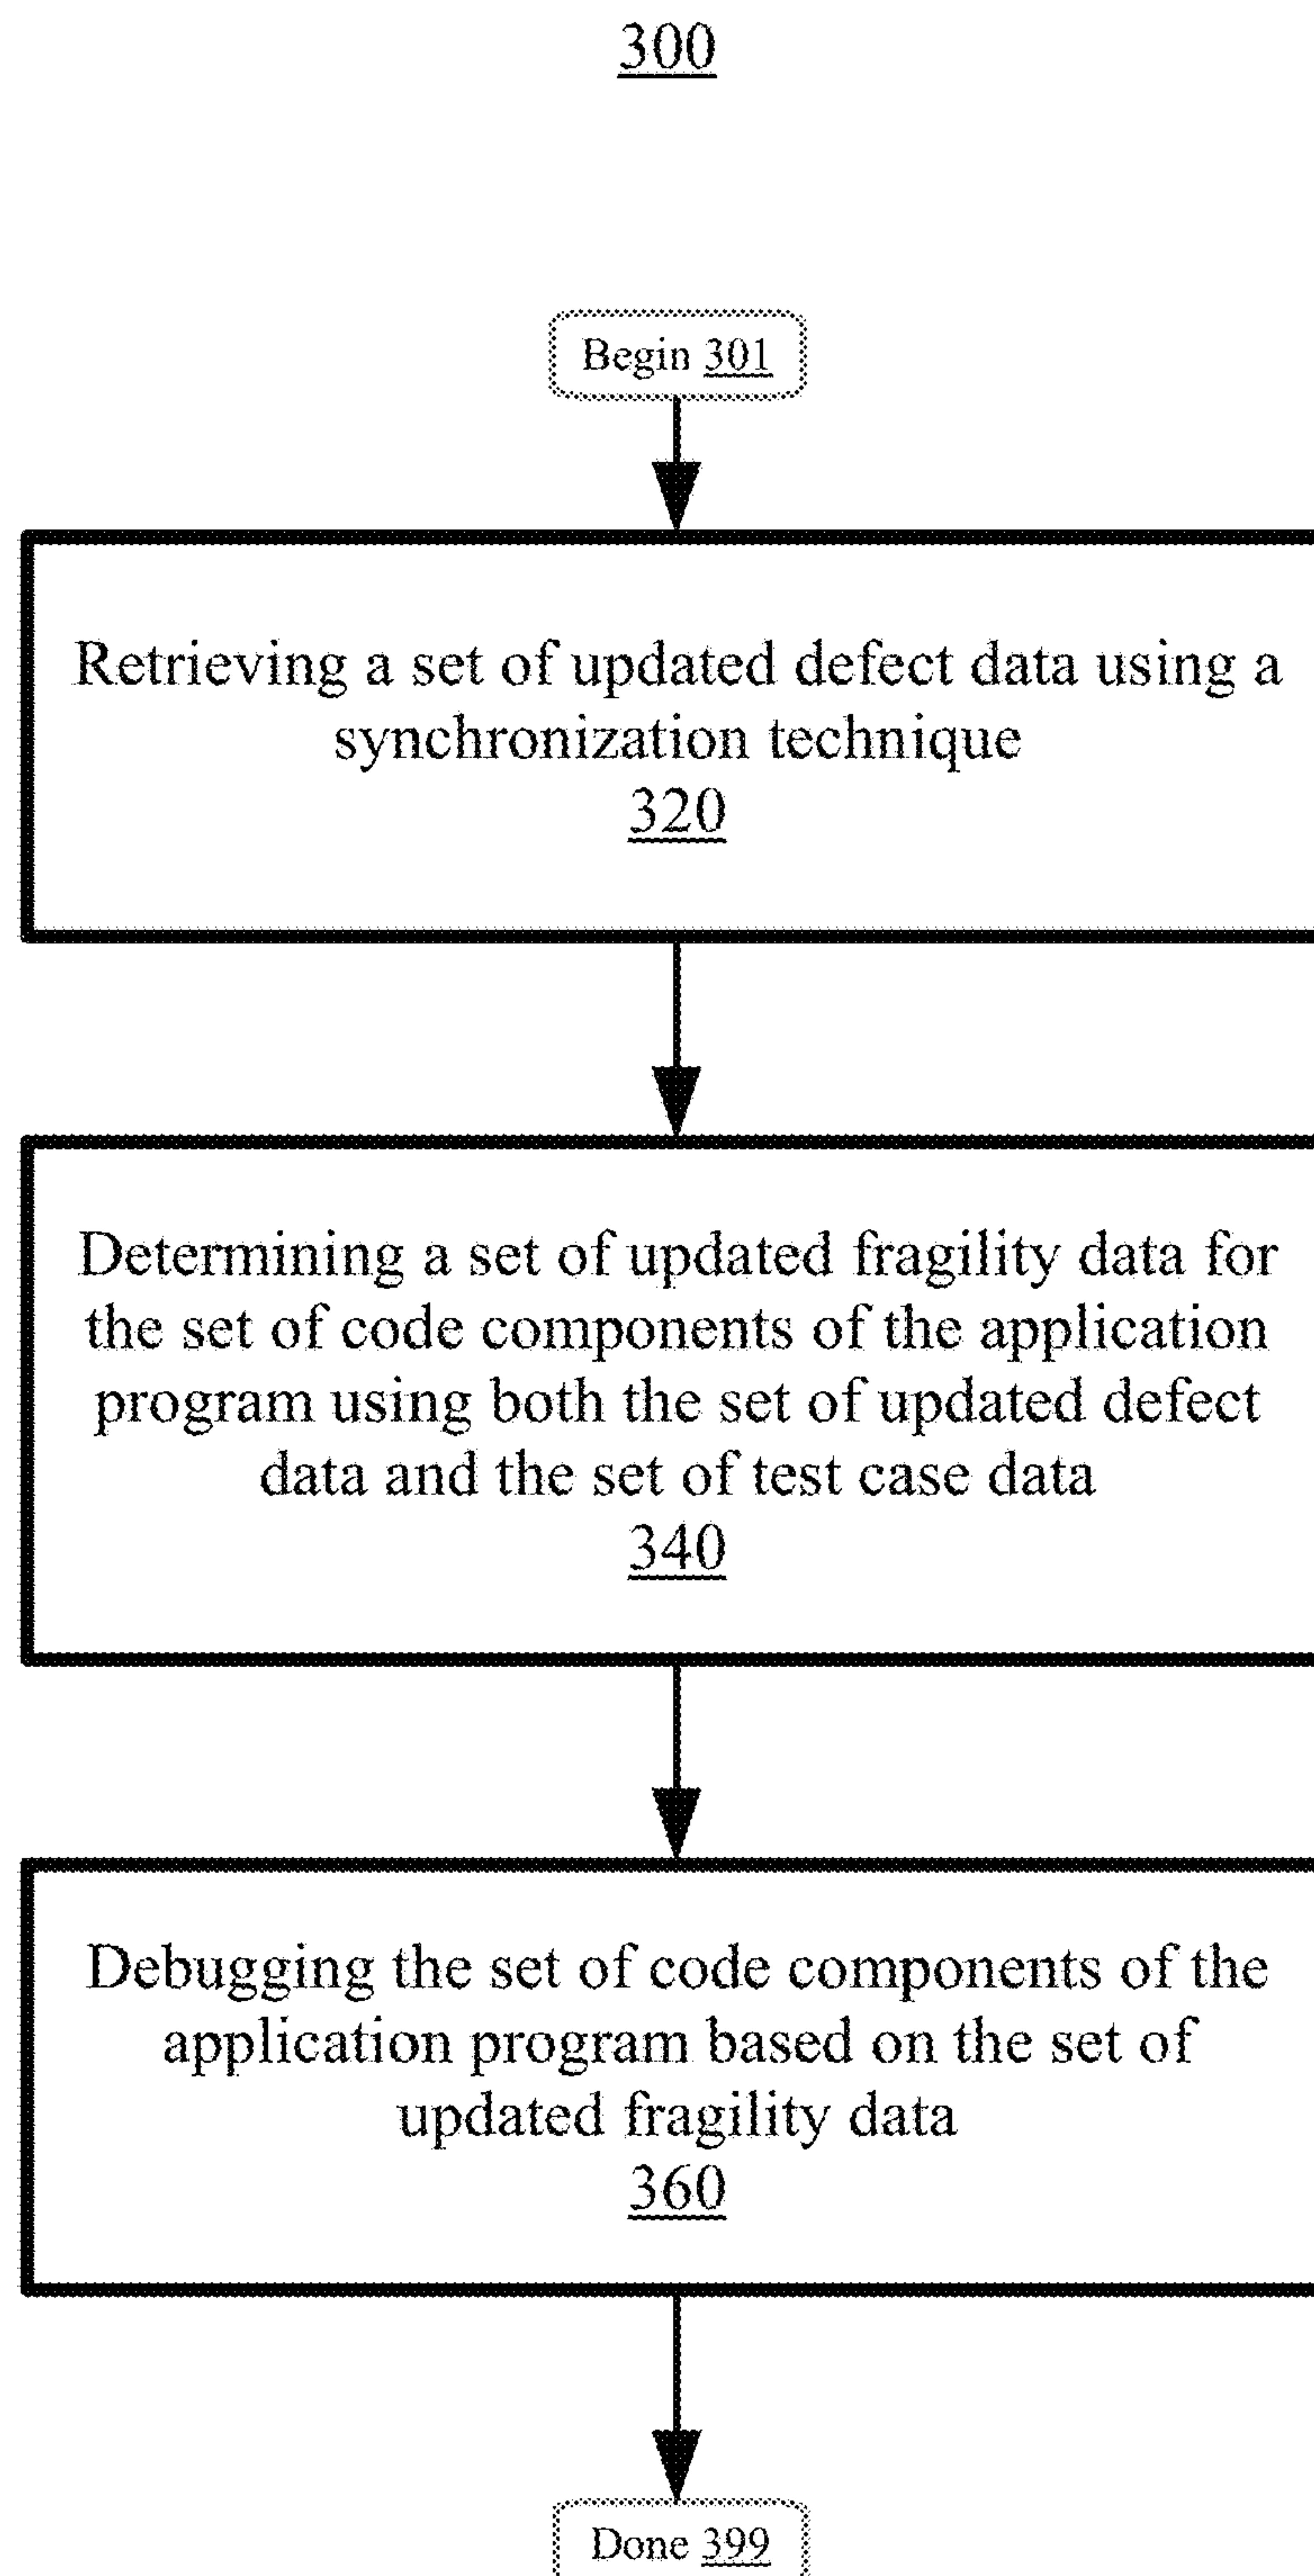 300
Begin 301
Retrieving a set of updated defect data using a
synchronization technique
320
Determining a set of updated fragility data for
the set of code components of the application
program using both the set of updated defect
data and the set of test case data
340
Debugging the set of code components of the
application program based on the set of
updated fragility data
360
Done 399